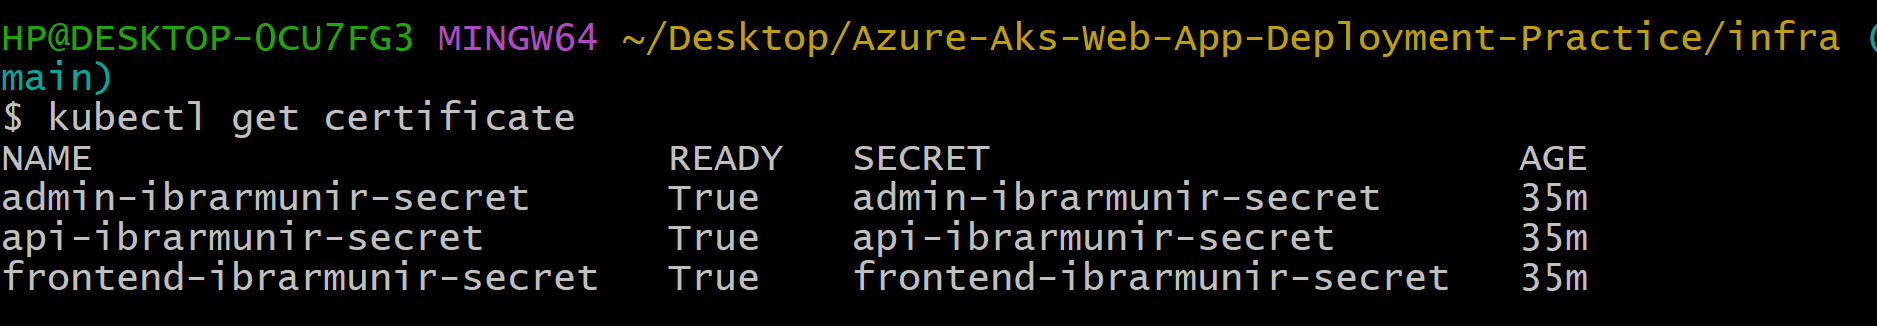 HP@DESKTOP-0CU7FG3 MINGW64 ~/Desktop/Azure-Aks-Web-App-Deployment-Practice/infra (
main)
$ kubectl get certificate
NAME READY SECRET AGE
admin-ibrarmunir-secret True admin-ibrarmunir-secret 35m
api-ibrarmunir-secret True api-ibrarmunir-secret 35m
frontend-ibrarmunir-secret True frontend-ibrarmunir-secret 35m